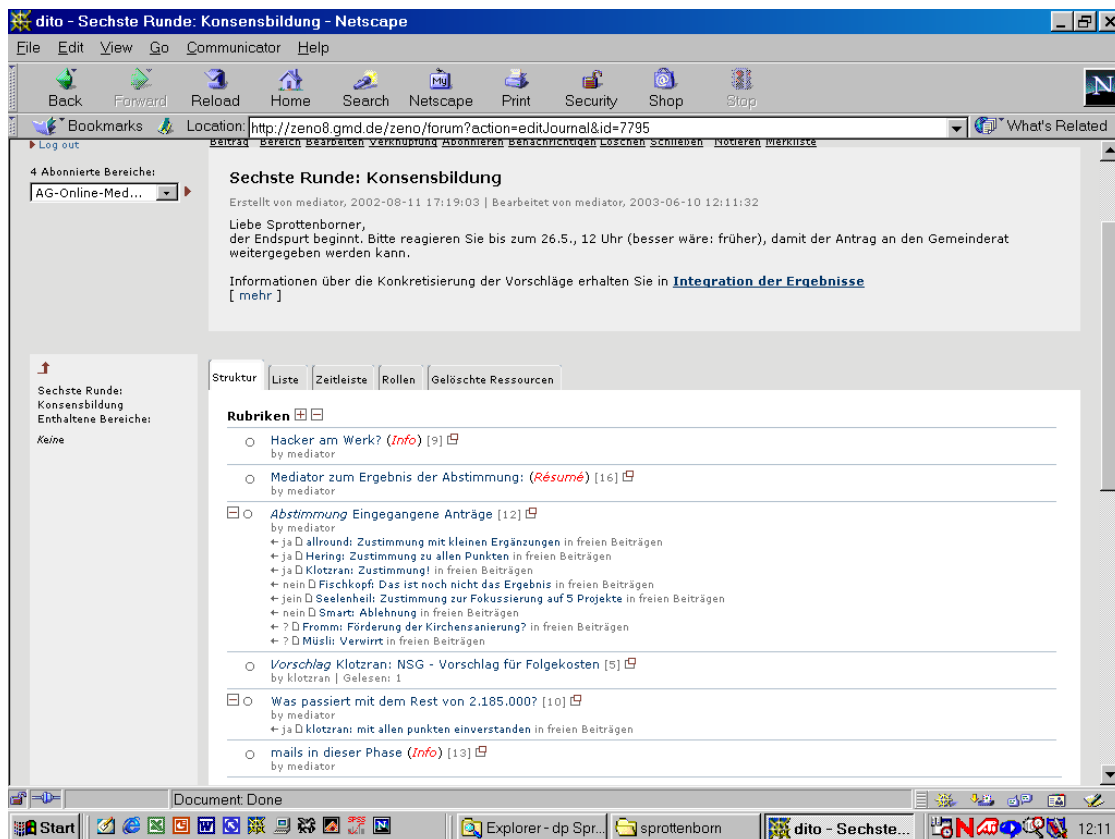 dito - Sechste Runde: Konsensbildung - Netscape
File Edit View Go Communicator Help
Back Forward Reload Home Search Netscape Print Security Shop Stop
Bookmarks Location: http://zeno8.gmd.de/zeno/forum?action=editJournal&id=7795 What's Related
Log out
Beitrag Bereich Bearbeiten Verknüpfung Abonnieren Benachrichtigen Löschen Schließen Notieren Merkliste
4 Abonnierte Bereiche:
AG-Online-Med...
Sechste Runde: Konsensbildung
Erstellt von mediator, 2002-08-11 17:19:03 | Bearbeitet von mediator, 2003-06-10 12:11:32
Liebe Sprottenborner,
der Endspurt beginnt. Bitte reagieren Sie bis zum 26.5., 12 Uhr (besser wäre: früher), damit der Antrag an den Gemeinderat
weitergegeben werden kann.
Informationen über die Konkretisierung der Vorschläge erhalten Sie in Integration der Ergebnisse
[ mehr ]
Sechste Runde:
Konsensbildung
Enthaltene Bereiche:
Keine
Struktur Liste Zeitleiste Rollen Gelöschte Ressourcen
Rubriken
Hacker am Werk? (Info) [9]
by mediator
Mediator zum Ergebnis der Abstimmung: (Résumé) [16]
by mediator
Abstimmung Eingegangene Anträge [12]
by mediator
← ja allround: Zustimmung mit kleinen Ergänzungen in freien Beiträgen
← ja Hering: Zustimmung zu allen Punkten in freien Beiträgen
← ja Klotzran: Zustimmung! in freien Beiträgen
← nein Fischkopf: Das ist noch nicht das Ergebnis in freien Beiträgen
← jein Seelenheil: Zustimmung zur Fokussierung auf 5 Projekte in freien Beiträgen
← nein Smart: Ablehnung in freien Beiträgen
← ? Fromm: Förderung der Kirchensanierung? in freien Beiträgen
← ? Müsli: Verwirrt in freien Beiträgen
Vorschlag Klotzran: NSG - Vorschlag für Folgekosten [5]
by klotzran | Gelesen: 1
Was passiert mit dem Rest von 2.185.000? [10]
by mediator
← ja klotzran: mit allen punkten einverstanden in freien Beiträgen
mails in dieser Phase (Info) [13]
by mediator
Document: Done
Start Explorer - dp Spr... sprottenborn dito - Sechste... 12:11